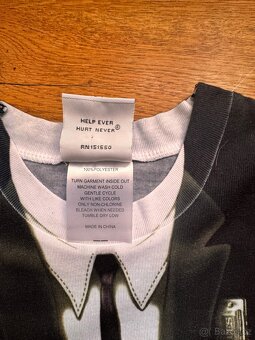 HELP EVER
HURT NEVER®
RN151550
100% POLYESTER
TURN GARMENT INSIDE OUT
MACHINE WASH COLD
GENTLE CYCLE
WITH LIKE COLORS
ONLY NON-CHLORINE
BLEACH WHEN NEEDED
TUMBLE DRY LOW
MADE IN CHINA